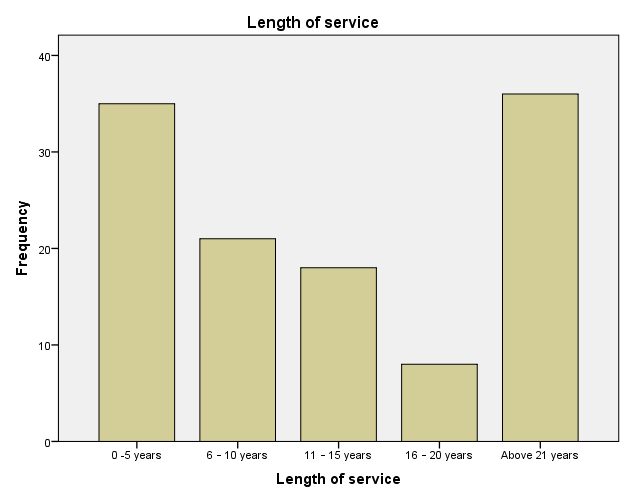 Length of service
40
30
20
10
0
Frequency
0 -5 years
6 - 10 years
11 - 15 years
16 - 20 years
Above 21 years
Length of service